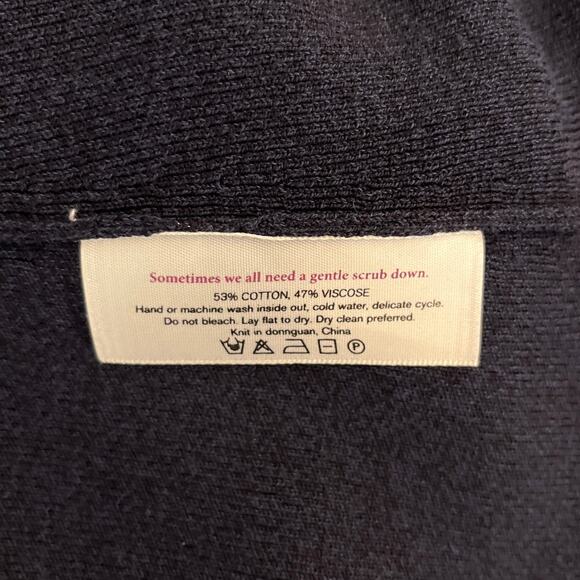 Sometimes we all need a gentle scrub down.
53% COTTON, 47% VISCOSE
Hand or machine wash inside out, cold water, delicate cycle.
Do not bleach. Lay flat to dry. Dry clean preferred.
Knit in donnguan, China
P